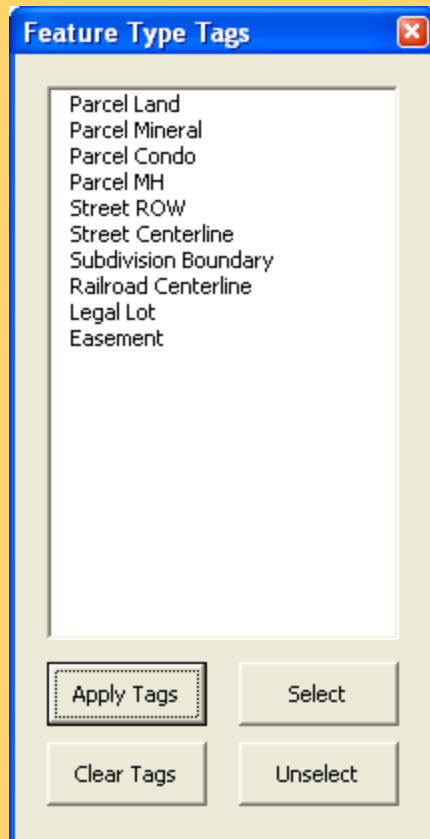 Feature Type Tags
Parcel Land
Parcel Mineral
Parcel Condo
Parcel MH
Street ROW
Street Centerline
Subdivision Boundary
Railroad Centerline
Legal Lot
Easement
Apply Tags
Select
Clear Tags
Unselect